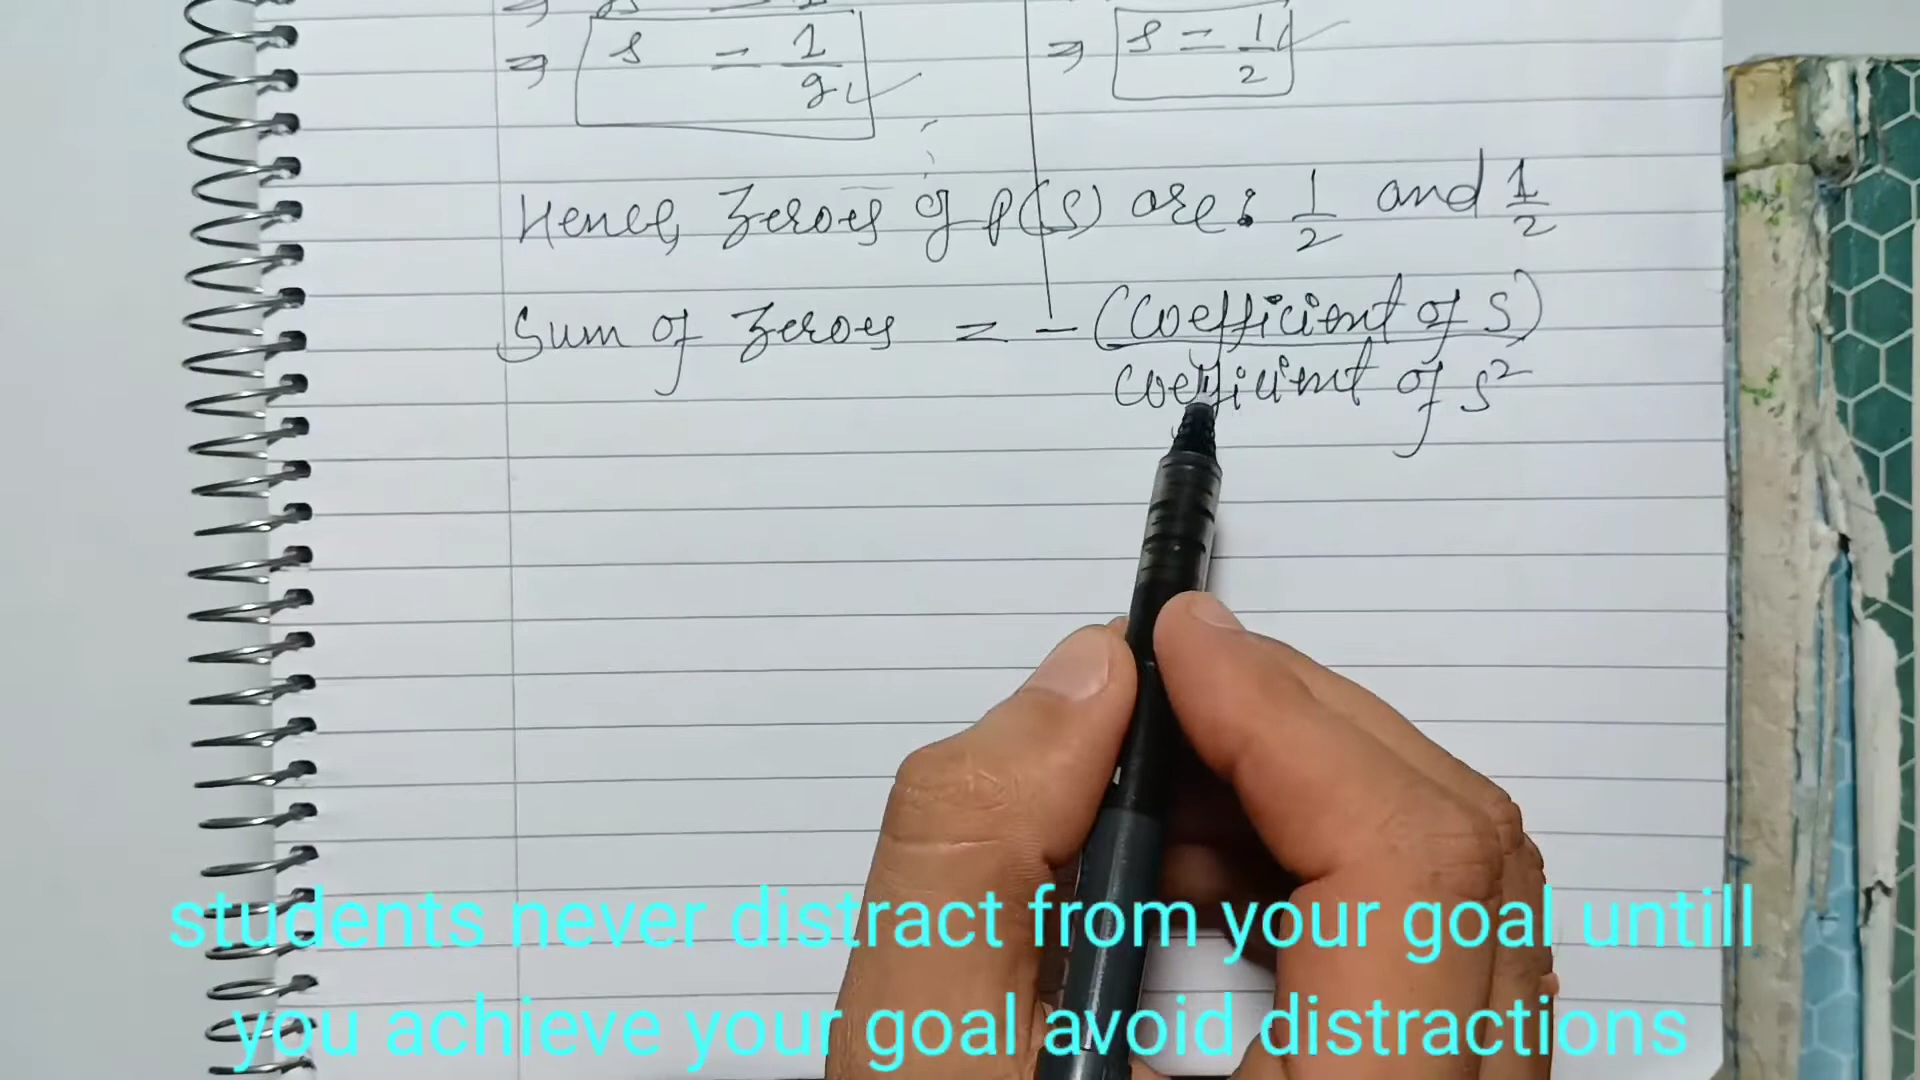 ⇒ s = 1/2 ⇒ s = 1/2
Hence, Zeroes of p(s) are: 1/2 and 1/2
Sum of Zeroes = - (Coefficient of S)
Coefficient of s²
students never distract from your goal untill
you achieve your goal avoid distractions